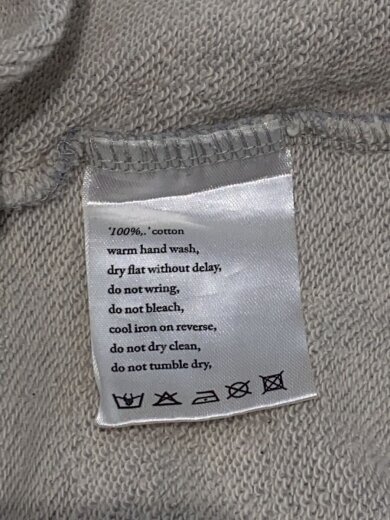 '100%,.' cotton
warm hand wash,
dry flat without delay,
do not wring,
do not bleach,
cool iron on reverse,
do not dry clean,
do not tumble dry,